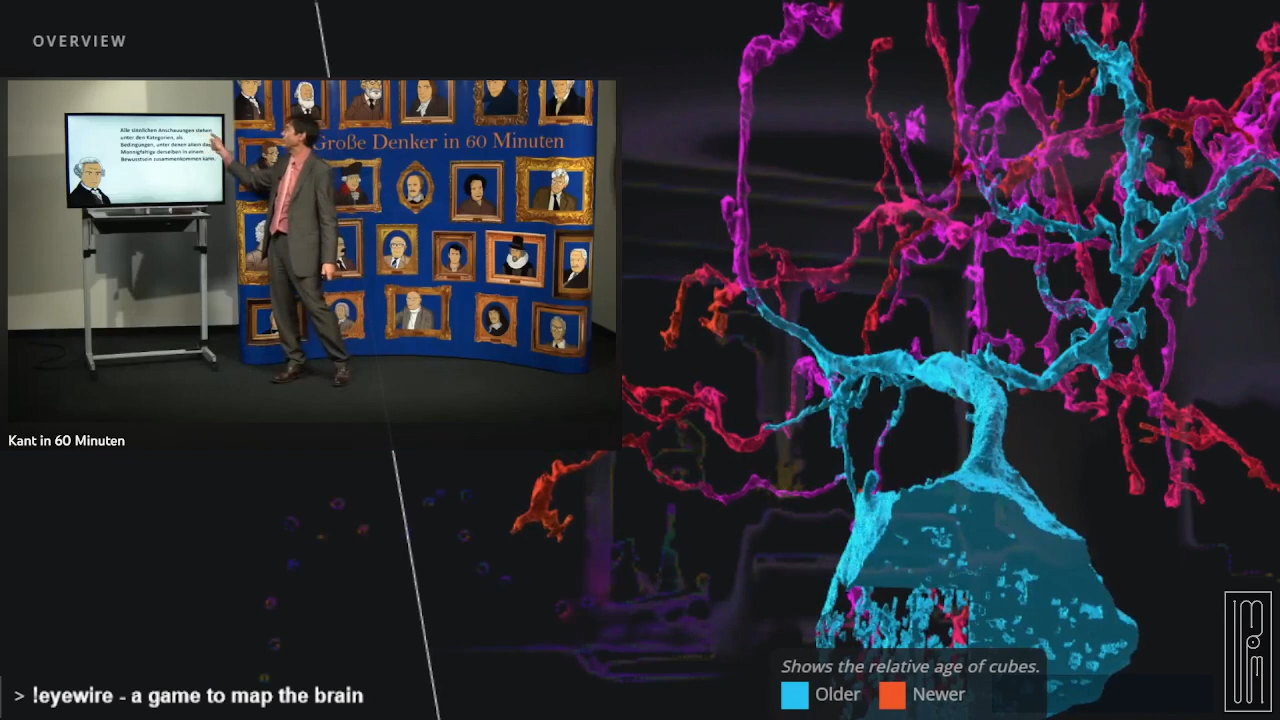 OVERVIEW
Große Denker in 60 Minuten
Alle sinnlichen Anschauungen stehen
unter den Kategorien, als
Bedingungen, unter denen allein das
Mannigfaltige derselben in einem
Bewusstsein zusammenkommen kann.
Kant in 60 Minuten
Shows the relative age of cubes.
Older
Newer
> !eyewire - a game to map the brain